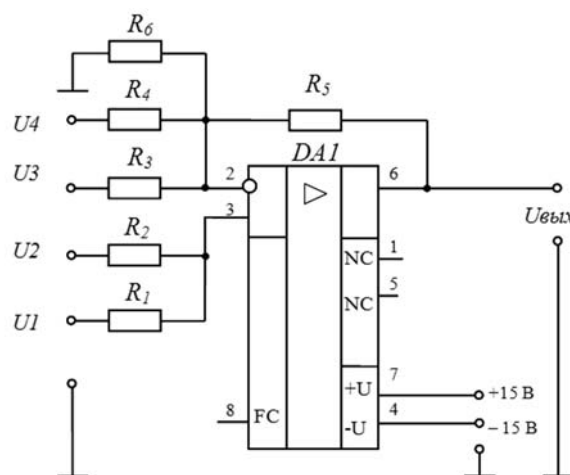 R6
R4
R5
U4
R3
DA1
U3
2
6
3
Uвых
R2
U2
NC
1
R1
NC
5
U1
+U
7
+15 В
8
FC
-U
4
−15 В